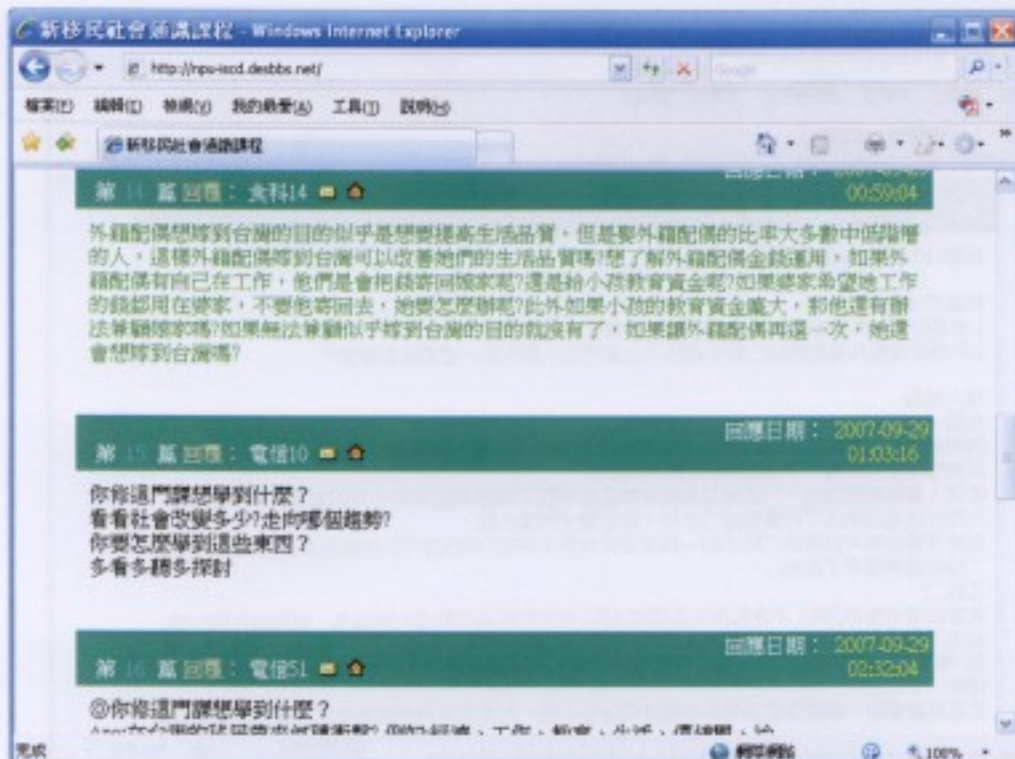 新移民社會通識課程 - Windows Internet Explorer
http://npu-iscd.desbbs.net/
Google
檔案(F) 編輯(E) 檢視(V) 我的最愛(A) 工具(T) 說明(H)
新移民社會通識課程
第 14 篇 回應： 食科14
00:59:04
外籍配偶想嫁到台灣的目的似乎是想要提高生活品質，但是娶外籍配偶的比率大多數中低階層
的人，這樣外籍配偶嫁到台灣可以改善她們的生活品質嗎?想了解外籍配偶金錢運用，如果外
籍配偶有自己在工作，他們是會把錢寄回娘家呢?還是給小孩教育資金呢?如果婆家希望她工作
的錢都用在婆家，不要他寄回去，她要怎麼辦呢?此外如果小孩的教育資金龐大，那他還有辦
法兼顧娘家嗎?如果無法兼顧似乎嫁到台灣的目的就沒有了，如果讓外籍配偶再選一次，她還
會想嫁到台灣嗎?
回應日期： 2007-09-29
第 15 篇 回應： 電信10
01:03:16
你修這門課想學到什麼？
看看社會改變多少?走向哪個趨勢?
你要怎麼學到這些東西？
多看多聽多探討
回應日期： 2007-09-29
第 16 篇 回應： 電信51
02:32:04
◎你修這門課想學到什麼？
完成
網際網路
100%